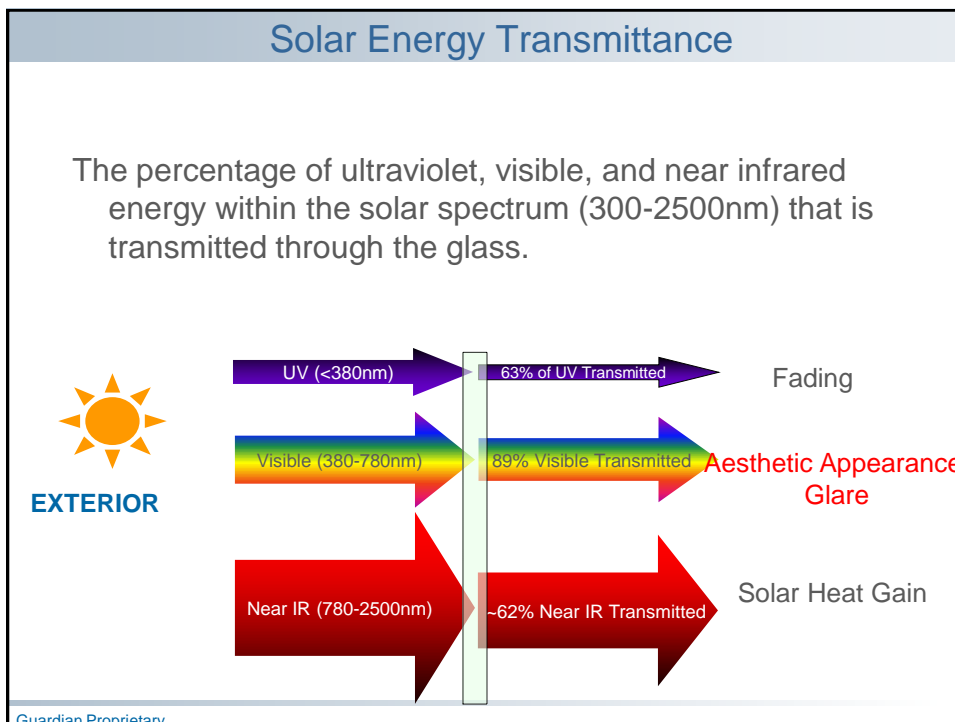 Solar Energy Transmittance
The percentage of ultraviolet, visible, and near infrared
energy within the solar spectrum (300-2500nm) that is
transmitted through the glass.
UV (<380nm)
63% of UV Transmitted
Fading
Visible (380-780nm)
89% Visible Transmitted
Aesthetic Appearance
Glare
EXTERIOR
Near IR (780-2500nm)
~62% Near IR Transmitted
Solar Heat Gain
Guardian Proprietary